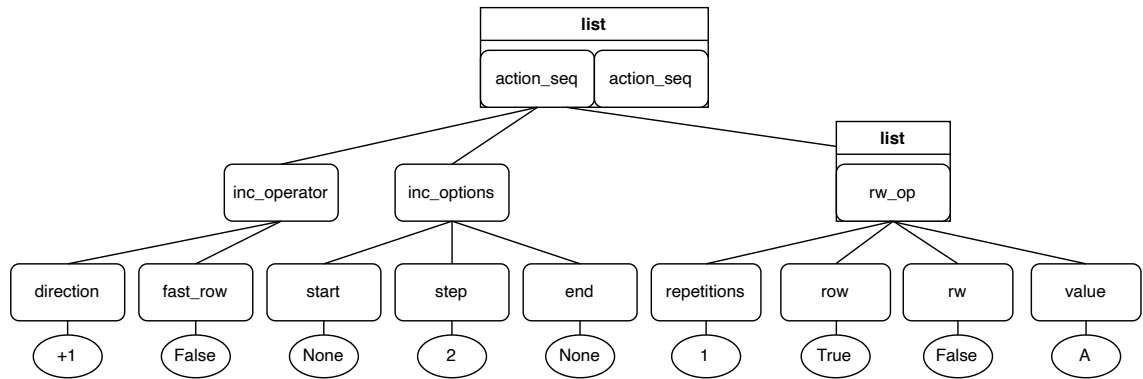 list
action_seq action_seq
list
inc_operator inc_options rw_op
direction fast_row start step end repetitions row rw value
+1 False None 2 None 1 True False A